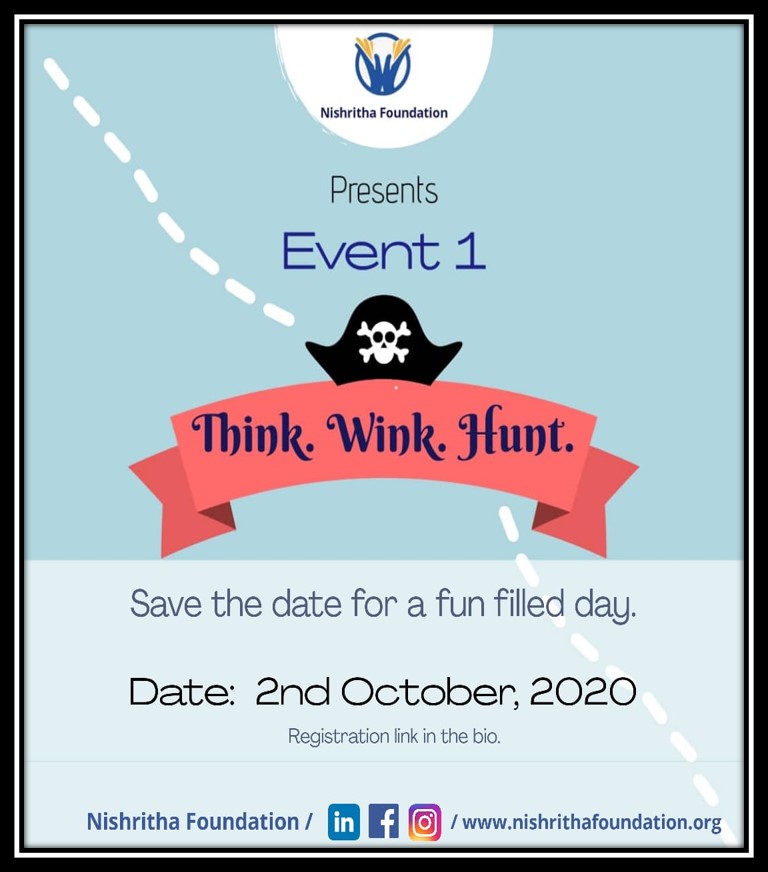 Nishritha Foundation
Presents
Event 1
Think. Wink. Hunt.
Save the date for a fun filled day.
Date: 2nd October, 2020
Registration link in the bio.
Nishritha Foundation / in f / www.nishrithafoundation.org